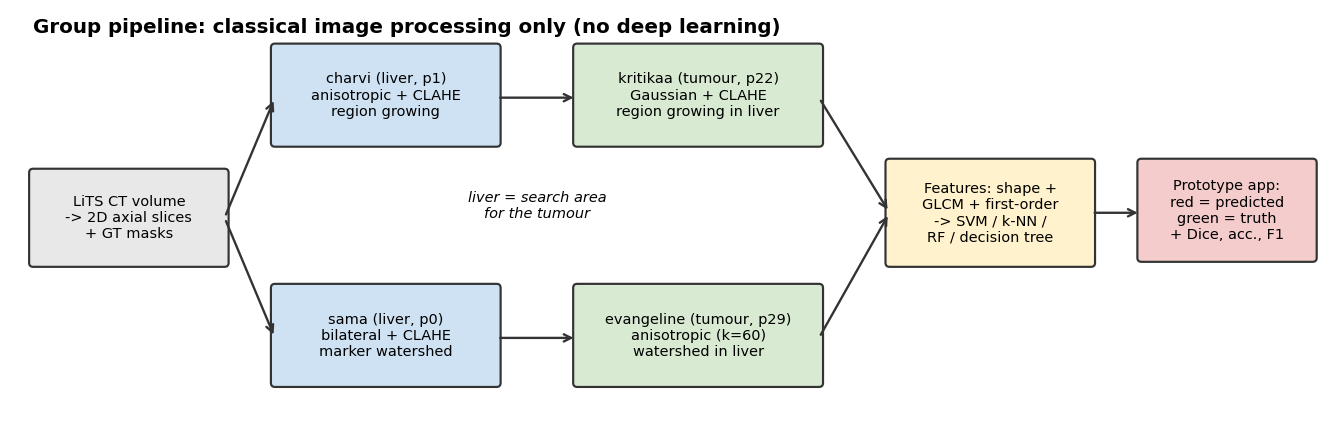 Group pipeline: classical image processing only (no deep learning)
LiTS CT volume
-> 2D axial slices
+ GT masks
charvi (liver, p1)
anisotropic + CLAHE
region growing
kritikaa (tumour, p22)
Gaussian + CLAHE
region growing in liver
liver = search area
for the tumour
sama (liver, p0)
bilateral + CLAHE
marker watershed
evangeline (tumour, p29)
anisotropic (k=60)
watershed in liver
Features: shape +
GLCM + first-order
-> SVM / k-NN /
RF / decision tree
Prototype app:
red = predicted
green = truth
+ Dice, acc., F1